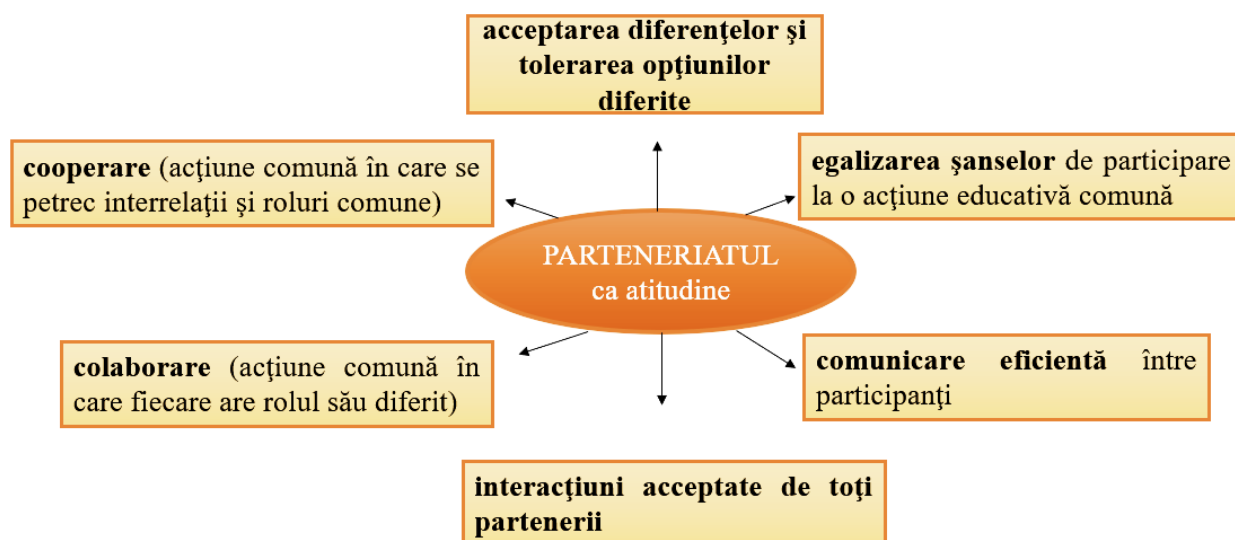 acceptarea diferenţelor şi
tolerarea opţiunilor
diferite
cooperare (acţiune comună în care se
petrec interrelaţii şi roluri comune)
egalizarea şanselor de participare
la o acţiune educativă comună
PARTENERIATUL
ca atitudine
colaborare (acţiune comună în
care fiecare are rolul său diferit)
comunicare eficientă între
participanţi
interacţiuni acceptate de toţi
partenerii